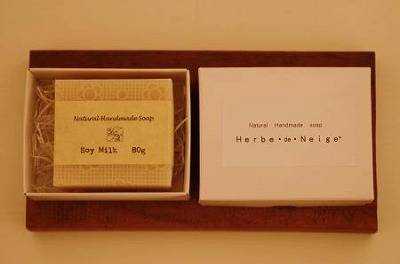 Natural Handmade Soap
Soy Milk 80g
Natural Handmade soap
Herbe・de・Neige